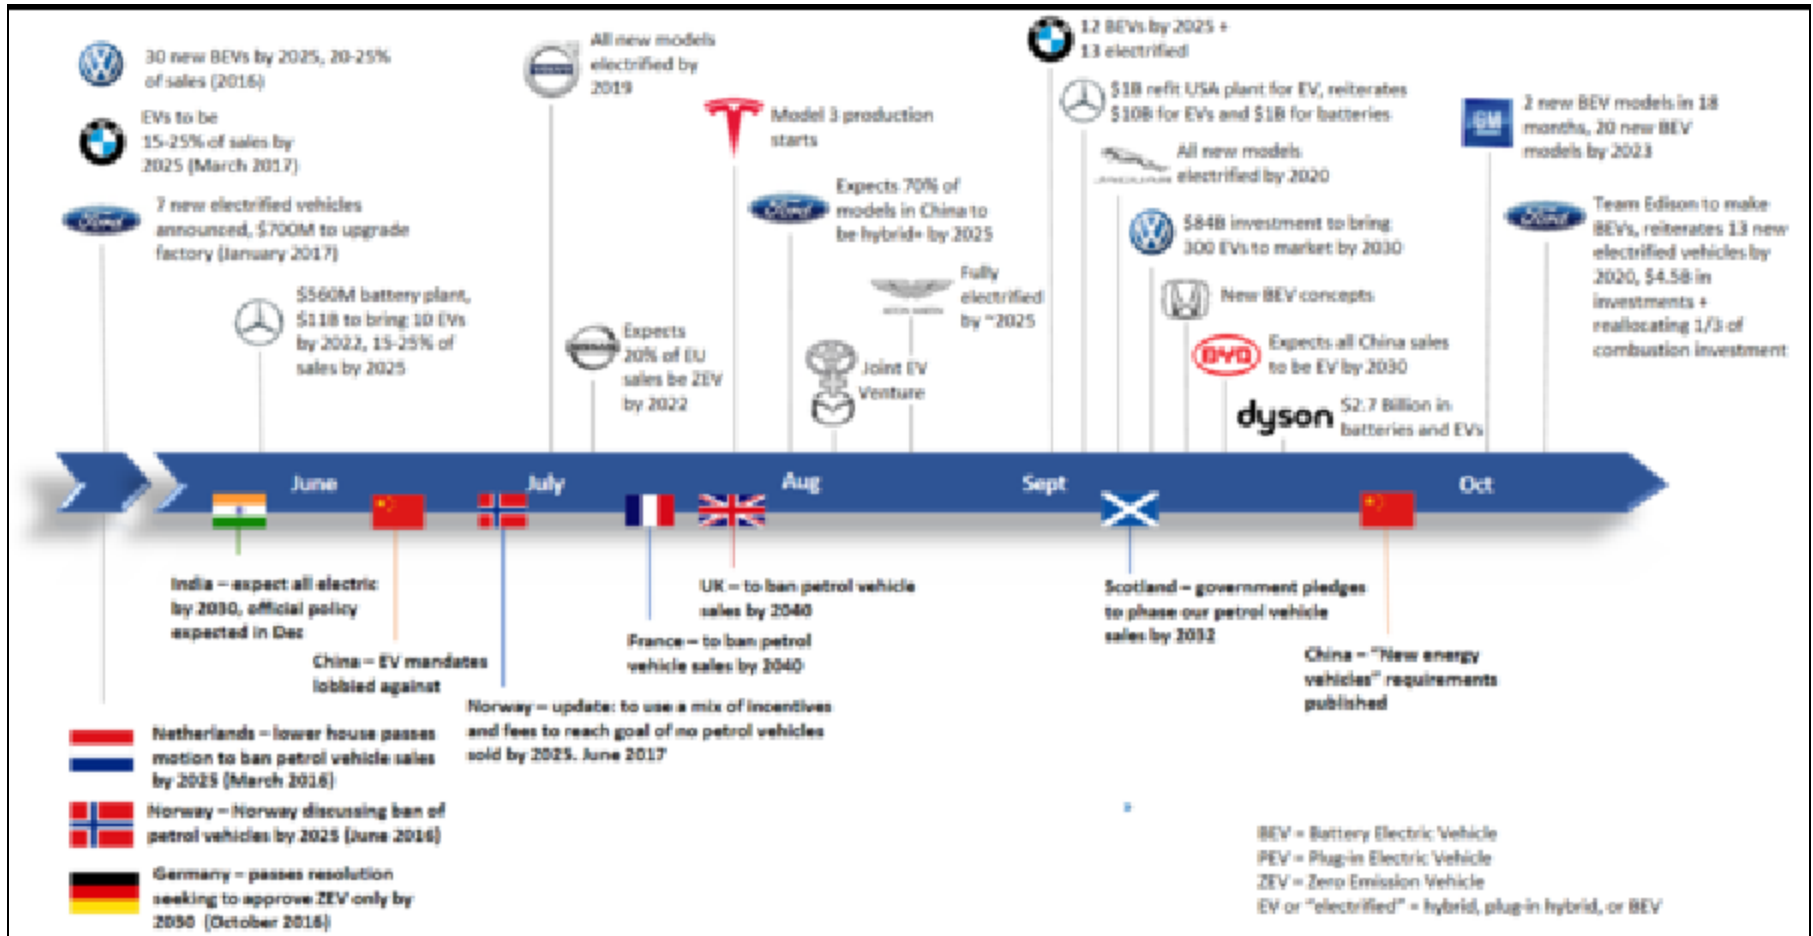 30 new BEVs by 2025, 20-25%
of sales (2016)
EVs to be
15-25% of sales by
2025 (March 2017)
Ford
7 new electrified vehicles
announced, $700M to upgrade
factory (January 2017)
$560M battery plant,
$11B to bring 10 EVs
by 2022, 15-25% of
sales by 2025
All new models
electrified by
2019
NISSAN
Expects
20% of EU
sales be ZEV
by 2022
Model 3 production
starts
Ford
Expects 70% of
models in China to
be hybrid+ by 2025
Joint EV
Venture
Fully
electrified
by ~2025
12 BEVs by 2025 +
13 electrified
$1B refit USA plant for EV, reiterates
$10B for EVs and $1B for batteries
JAGUAR
All new models
electrified by 2020
$84B investment to bring
300 EVs to market by 2030
New BEV concepts
BYD
Expects all China sales
to be EV by 2030
dyson
$2.7 Billion in
batteries and EVs
GM
2 new BEV models in 18
months, 20 new BEV
models by 2023
Ford
Team Edison to make
BEVs, reiterates 13 new
electrified vehicles by
2020, $4.5B in
investments +
reallocating 1/3 of
combustion investment
June
July
Aug
Sept
Oct
India – expect all electric
by 2030, official policy
expected in Dec
China – EV mandates
lobbied against
Norway – update: to use a mix of incentives
and fees to reach goal of no petrol vehicles
sold by 2025. June 2017
France – to ban petrol
vehicle sales by 2040
UK – to ban petrol vehicle
sales by 2040
Scotland – government pledges
to phase our petrol vehicle
sales by 2032
China – "New energy
vehicles" requirements
published
Netherlands – lower house passes
motion to ban petrol vehicle sales
by 2025 (March 2016)
Norway – Norway discussing ban of
petrol vehicles by 2025 (June 2016)
Germany – passes resolution
seeking to approve ZEV only by
2030 (October 2016)
BEV = Battery Electric Vehicle
PEV = Plug-in Electric Vehicle
ZEV = Zero Emission Vehicle
EV or "electrified" = hybrid, plug-in hybrid, or BEV